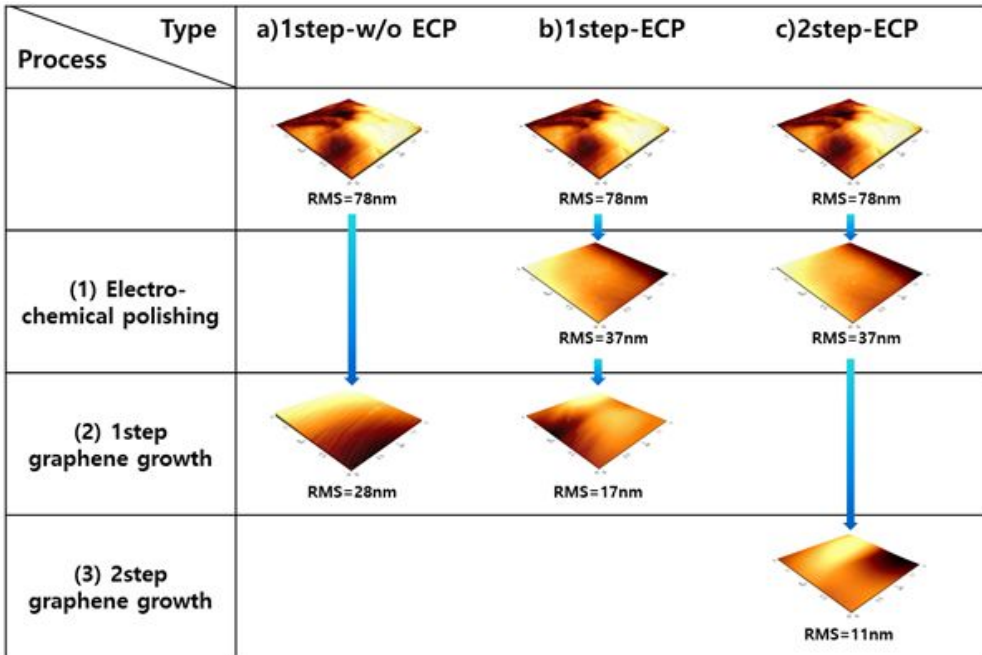 Type
Process
a)1step-w/o ECP
b)1step-ECP
c)2step-ECP
RMS=78nm
RMS=78nm
RMS=78nm
(1) Electro-
chemical polishing
RMS=37nm
RMS=37nm
(2) 1step
graphene growth
RMS=28nm
RMS=17nm
(3) 2step
graphene growth
RMS=11nm